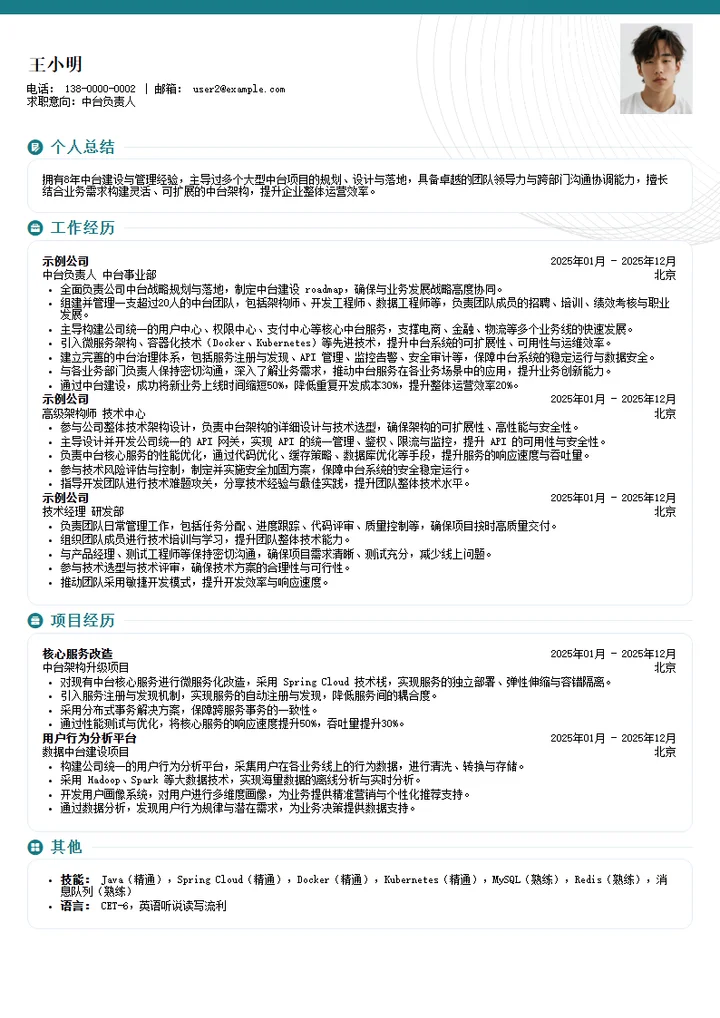 王小明
电话： 138-0000-0002 | 邮箱： user2@example.com
求职意向：中台负责人
个人总结
拥有8年中台建设与管理经验，主导过多个大型中台项目的规划、设计与落地，具备卓越的团队领导力与跨部门沟通协调能力，擅长
结合业务需求构建灵活、可扩展的中台架构，提升企业整体运营效率。
工作经历
示例公司 2025年01月 - 2025年12月
中台负责人 中台事业部 北京
• 全面负责公司中台战略规划与落地，制定中台建设 roadmap，确保与业务发展战略高度协同。
• 组建并管理一支超过20人的中台团队，包括架构师、开发工程师、数据工程师等，负责团队成员的招聘、培训、绩效考核与职业
发展。
• 主导构建公司统一的用户中心、权限中心、支付中心等核心中台服务，支撑电商、金融、物流等多个业务线的快速发展。
• 引入微服务架构、容器化技术（Docker、Kubernetes）等先进技术，提升中台系统的可扩展性、可用性与运维效率。
• 建立完善的中台治理体系，包括服务注册与发现、API 管理、监控告警、安全审计等，保障中台系统的稳定运行与数据安全。
• 与各业务部门负责人保持密切沟通，深入了解业务需求，推动中台服务在各业务场景中的应用，提升业务创新能力。
• 通过中台建设，成功将新业务上线时间缩短50%，降低重复开发成本30%，提升整体运营效率20%。
示例公司 2025年01月 - 2025年12月
高级架构师 技术中心 北京
• 参与公司整体技术架构设计，负责中台架构的详细设计与技术选型，确保架构的可扩展性、高性能与安全性。
• 主导设计并开发公司统一的 API 网关，实现 API 的统一管理、鉴权、限流与监控，提升 API 的可用性与安全性。
• 负责中台核心服务的性能优化，通过代码优化、缓存策略、数据库优化等手段，提升服务的响应速度与吞吐量。
• 参与技术风险评估与控制，制定并实施安全加固方案，保障中台系统的安全稳定运行。
• 指导开发团队进行技术难题攻关，分享技术经验与最佳实践，提升团队整体技术水平。
示例公司 2025年01月 - 2025年12月
技术经理 研发部 北京
• 负责团队日常管理工作，包括任务分配、进度跟踪、代码评审、质量控制等，确保项目按时高质量交付。
• 组织团队成员进行技术培训与学习，提升团队整体技术能力。
• 与产品经理、测试工程师等保持密切沟通，确保项目需求清晰、测试充分，减少线上问题。
• 参与技术选型与技术评审，确保技术方案的合理性与可行性。
• 推动团队采用敏捷开发模式，提升开发效率与响应速度。
项目经历
核心服务改造 2025年01月 - 2025年12月
中台架构升级项目 北京
• 对现有中台核心服务进行微服务化改造，采用 Spring Cloud 技术栈，实现服务的独立部署、弹性伸缩与容错隔离。
• 引入服务注册与发现机制，实现服务的自动注册与发现，降低服务间的耦合度。
• 采用分布式事务解决方案，保障跨服务事务的一致性。
• 通过性能测试与优化，将核心服务的响应速度提升50%，吞吐量提升30%。
用户行为分析平台 2025年01月 - 2025年12月
数据中台建设项目 北京
• 构建公司统一的用户行为分析平台，采集用户在各业务线上的行为数据，进行清洗、转换与存储。
• 采用 Hadoop、Spark 等大数据技术，实现海量数据的离线分析与实时分析。
• 开发用户画像系统，对用户进行多维度画像，为业务提供精准营销与个性化推荐支持。
• 通过数据分析，发现用户行为规律与潜在需求，为业务决策提供数据支持。
其他
• 技能： Java（精通），Spring Cloud（精通），Docker（精通），Kubernetes（精通），MySQL（熟练），Redis（熟练），消
息队列（熟练）
• 语言： CET-6，英语听说读写流利